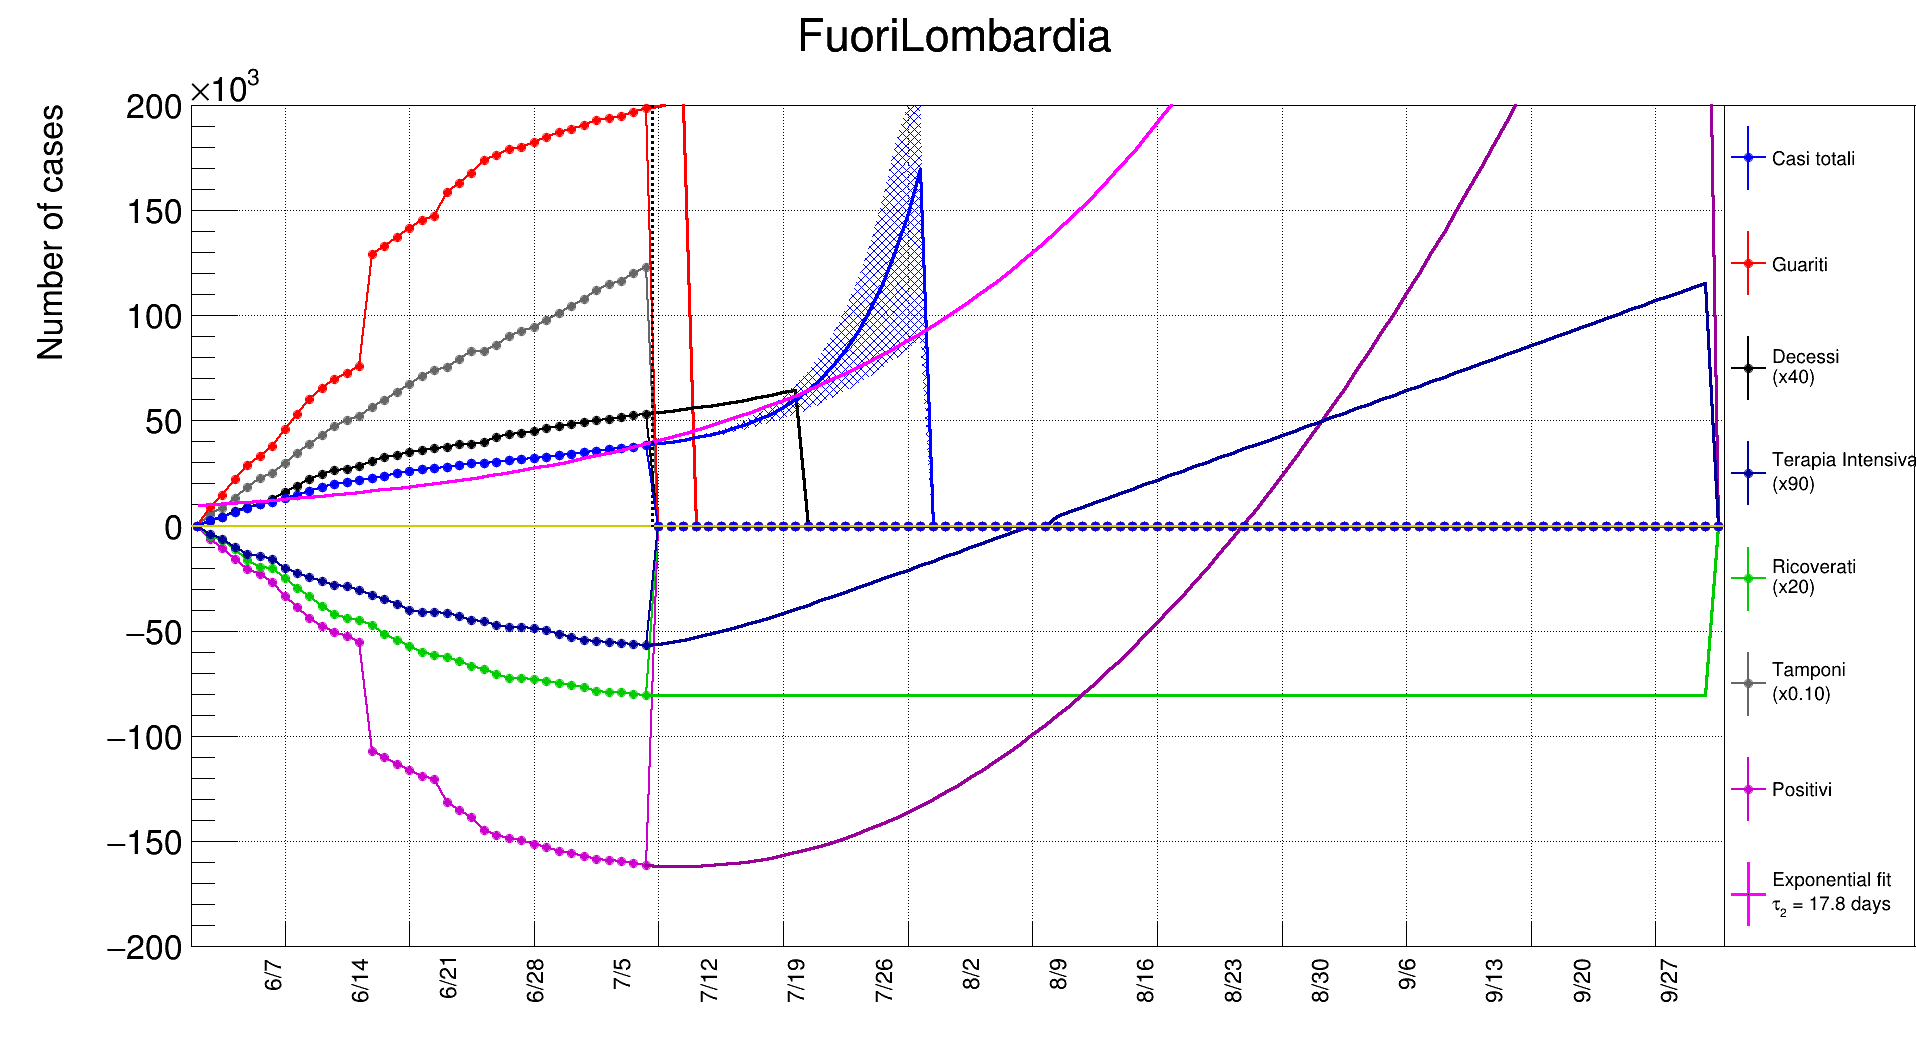 FuoriLombardia
×10³
Number of cases
200
150
100
50
0
−50
−100
−150
−200
6/7
6/14
6/21
6/28
7/5
7/12
7/19
7/26
8/2
8/9
8/16
8/23
8/30
9/6
9/13
9/20
9/27
Casi totali
Guariti
Decessi
(x40)
Terapia Intensiva
(x90)
Ricoverati
(x20)
Tamponi
(x0.10)
Positivi
Exponential fit
τ₂ = 17.8 days